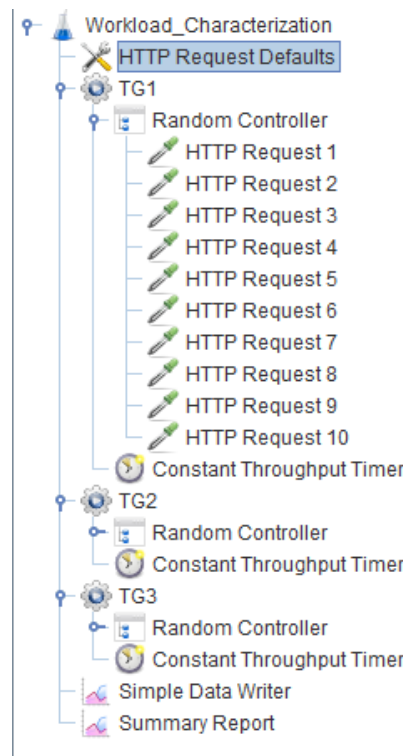 Workload_Characterization
HTTP Request Defaults
TG1
Random Controller
HTTP Request 1
HTTP Request 2
HTTP Request 3
HTTP Request 4
HTTP Request 5
HTTP Request 6
HTTP Request 7
HTTP Request 8
HTTP Request 9
HTTP Request 10
Constant Throughput Timer
TG2
Random Controller
Constant Throughput Timer
TG3
Random Controller
Constant Throughput Timer
Simple Data Writer
Summary Report